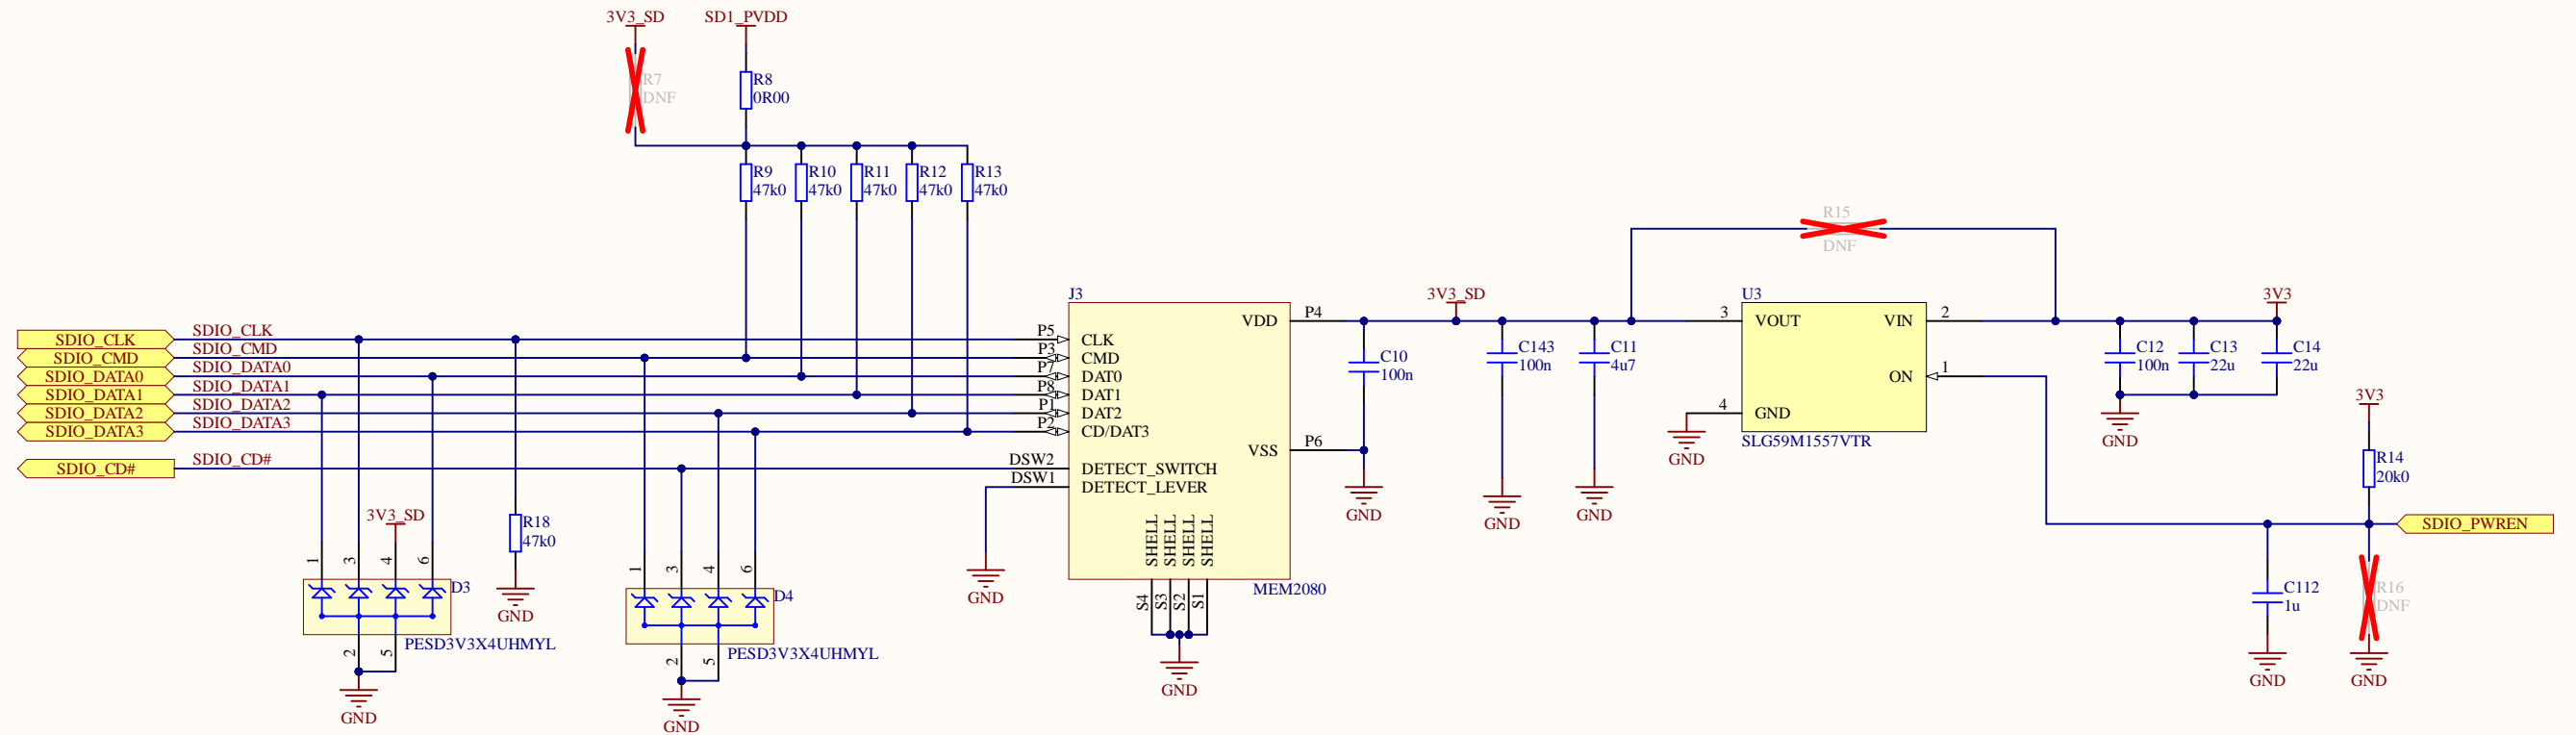 3V3_SD
SD1_PVDD
R7
DNF
R8
0R00
R9
47k0
R10
47k0
R11
47k0
R12
47k0
R13
47k0
R15
DNF
SDIO_CLK
SDIO_CMD
SDIO_DATA0
SDIO_DATA1
SDIO_DATA2
SDIO_DATA3
SDIO_CD#
SDIO_CLK
SDIO_CMD
SDIO_DATA0
SDIO_DATA1
SDIO_DATA2
SDIO_DATA3
SDIO_CD#
P5
P3
P7
P8
P1
P2
DSW2
DSW1
J3
CLK
CMD
DAT0
DAT1
DAT2
CD/DAT3
DETECT_SWITCH
DETECT_LEVER
VDD
VSS
SHELL
SHELL
SHELL
SHELL
P4
P6
S4
S3
S2
S1
MEM2080
GND
GND
3V3_SD
1
3
4
6
D3
2
5
PESD3V3X4UHMYL
GND
R18
47k0
GND
1
3
4
6
D4
2
5
PESD3V3X4UHMYL
GND
C10
100n
GND
3V3_SD
C143
100n
GND
C11
4u7
GND
U3
3
VOUT
VIN
2
ON
1
4
GND
SLG59M1557VTR
GND
3V3
C12
100n
C13
22u
C14
22u
GND
3V3
R14
20k0
SDIO_PWREN
C112
1u
GND
R16
DNF
GND